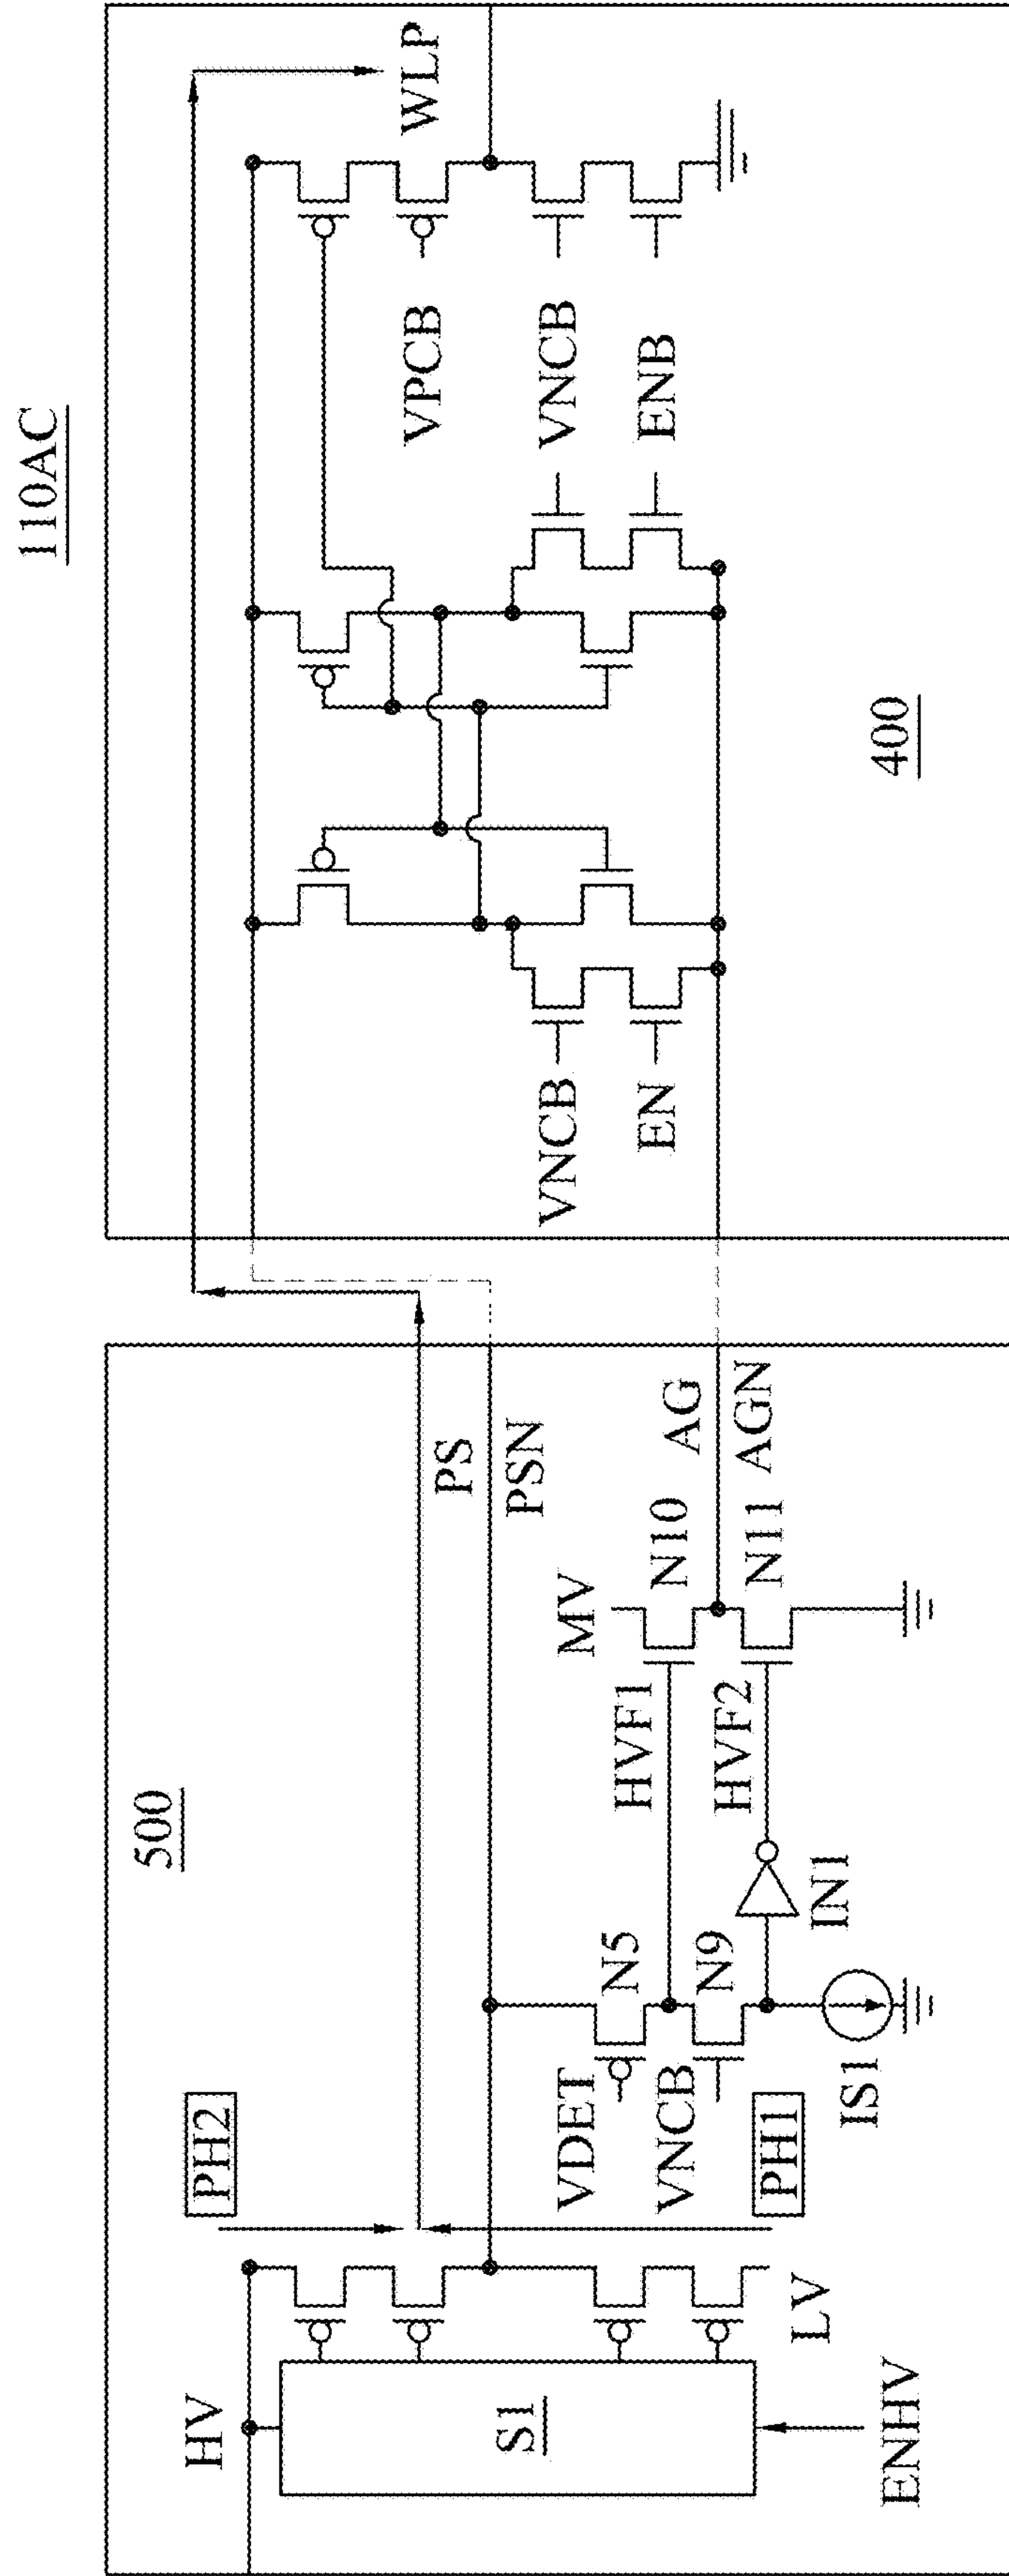 110AC
500
HV
PH2
S1
ENHV
LV
PH1
VDET
VNCB
N5
N9
IS1
IN1
HVF1
HVF2
MV
N10
N11
PS
PSN
AG
AGN
400
VNCB
EN
VNCB
ENB
VPCB
WLP